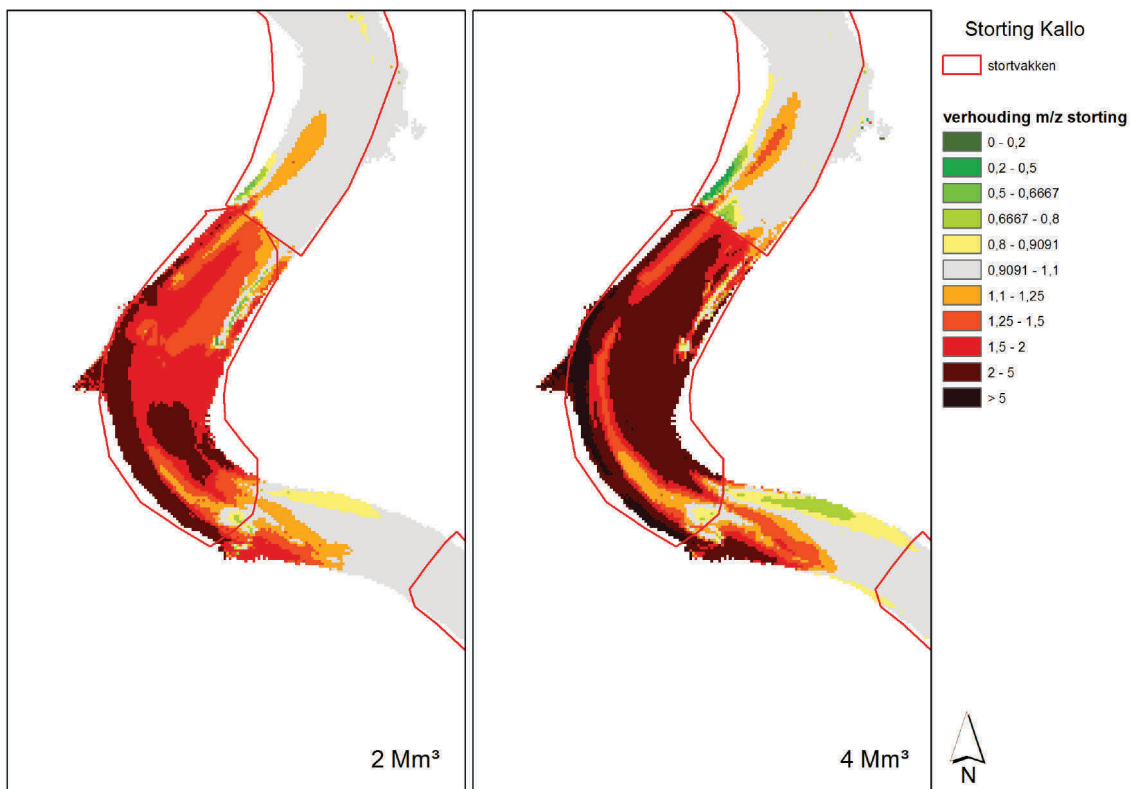 Storting Kallo
stortvakken
verhouding m/z storting
0 - 0,2
0,2 - 0,5
0,5 - 0,6667
0,6667 - 0,8
0,8 - 0,9091
0,9091 - 1,1
1,1 - 1,25
1,25 - 1,5
1,5 - 2
2 - 5
> 5
2 Mm³
4 Mm³
N